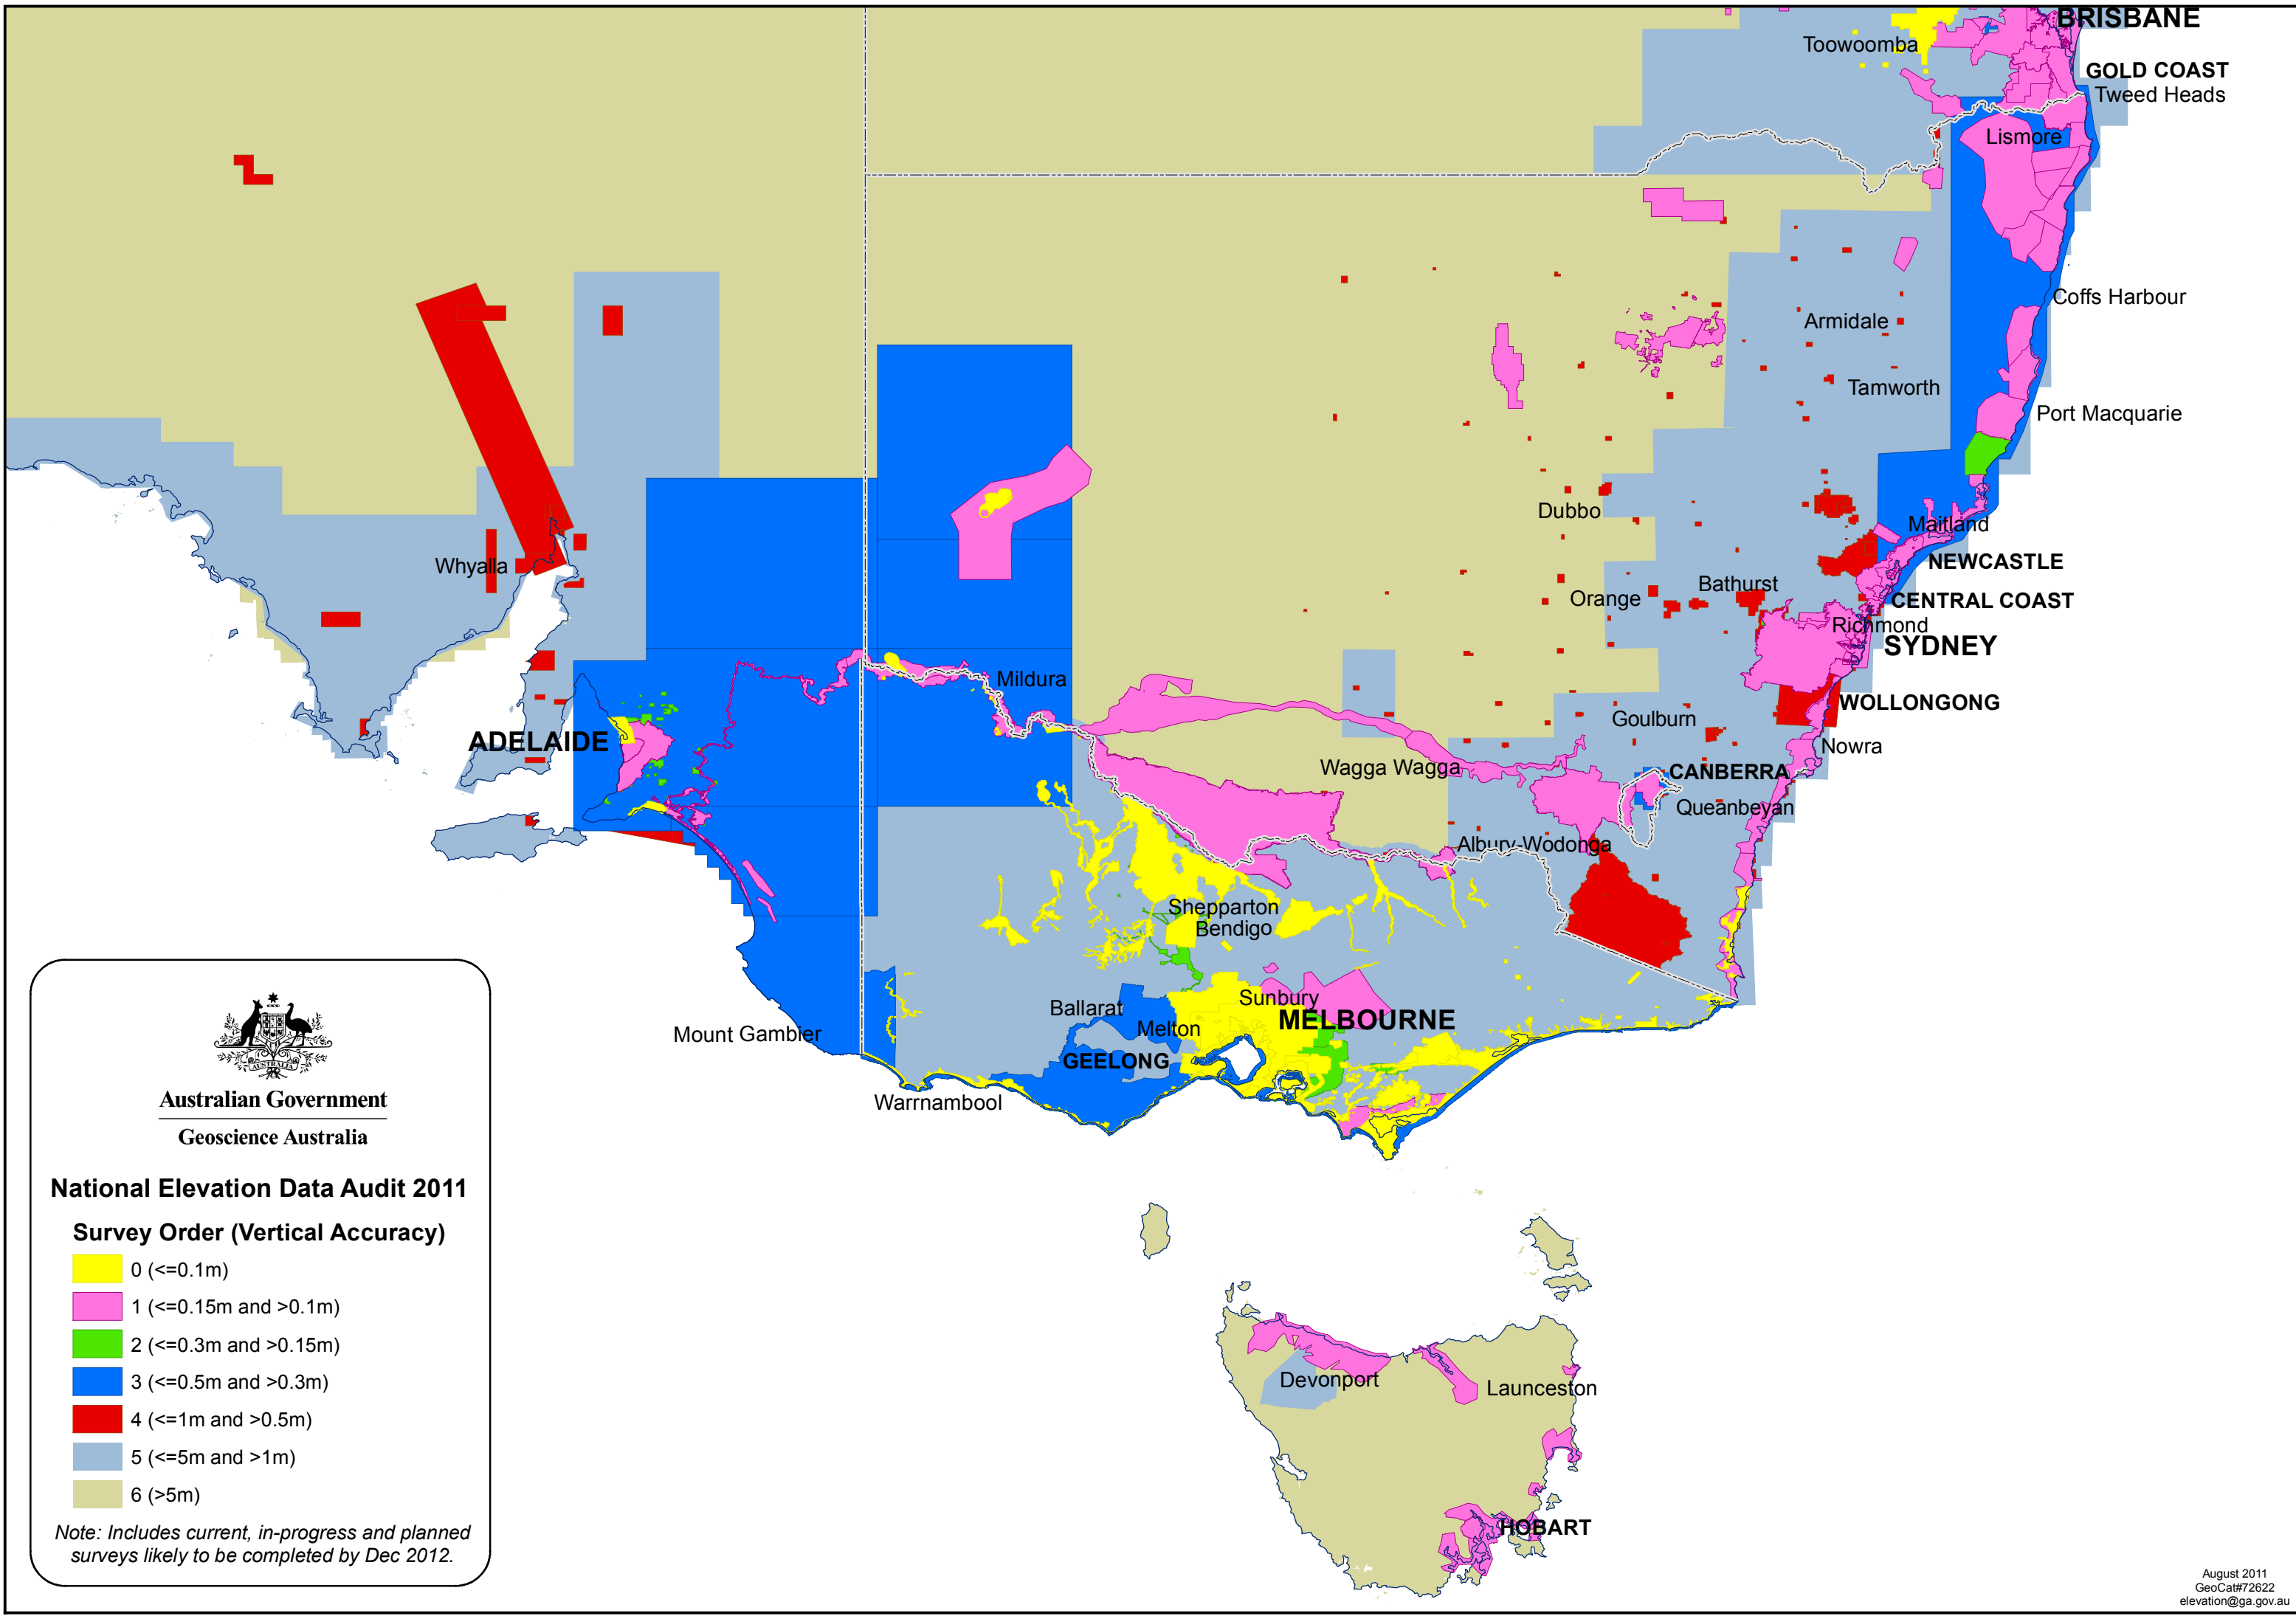 BRISBANE
Toowoomba
GOLD COAST
Tweed Heads
Lismore
Coffs Harbour
Armidale
Tamworth
Port Macquarie
Dubbo
Maitland
NEWCASTLE
Whyalla
Bathurst
Orange
CENTRAL COAST
Richmond
SYDNEY
Mildura
WOLLONGONG
Goulburn
ADELAIDE
Nowra
Wagga Wagga
CANBERRA
Queanbeyan
Albury-Wodonga
Shepparton
Bendigo
Sunbury
Ballarat
MELBOURNE
Melton
Mount Gambier
GEELONG
Warrnambool
Devonport
Launceston
HOBART
AUSTRALIA
Australian Government
Geoscience Australia
National Elevation Data Audit 2011
Survey Order (Vertical Accuracy)
0 (<=0.1m)
1 (<=0.15m and >0.1m)
2 (<=0.3m and >0.15m)
3 (<=0.5m and >0.3m)
4 (<=1m and >0.5m)
5 (<=5m and >1m)
6 (>5m)
Note: Includes current, in-progress and planned
surveys likely to be completed by Dec 2012.
August 2011
GeoCat#72622
elevation@ga.gov.au